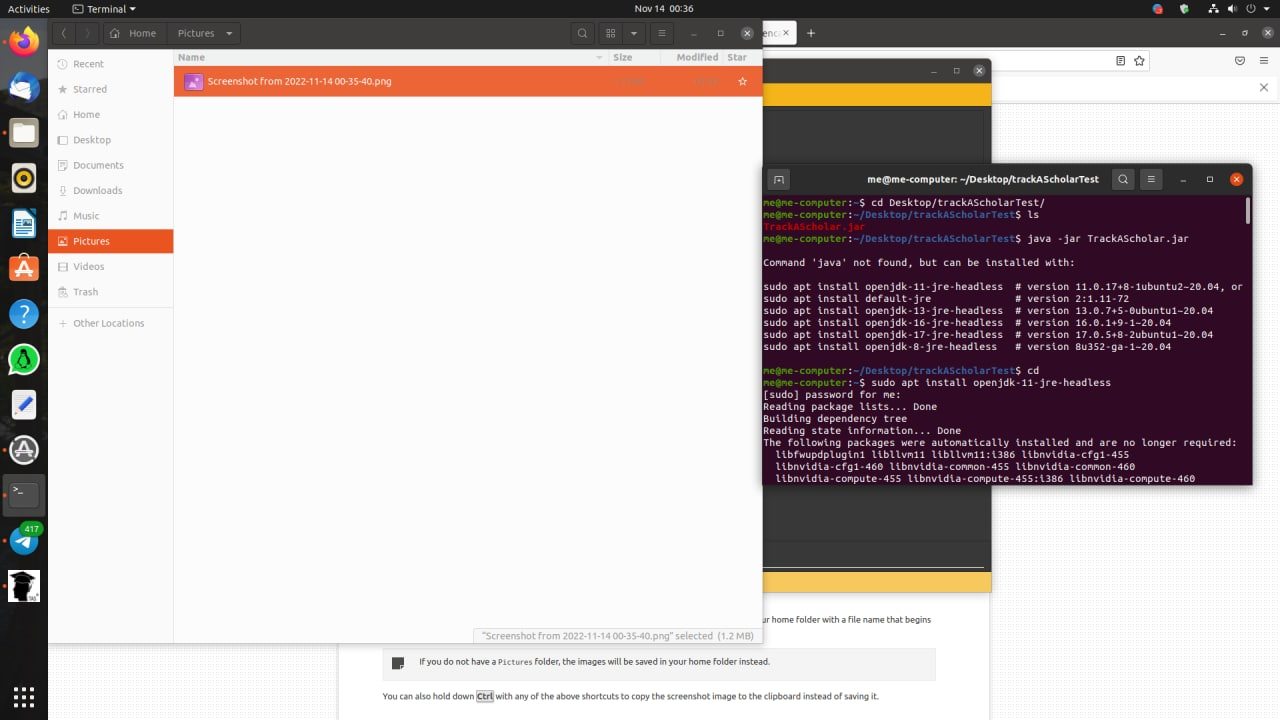 Activities
Terminal
Nov 14 00:36
Home
Pictures
Name
Size
Modified
Star
Recent
Starred
Home
Desktop
Documents
Downloads
Music
Pictures
Videos
Trash
Other Locations
Screenshot from 2022-11-14 00-35-40.png
"Screenshot from 2022-11-14 00-35-40.png" selected (1.2 MB)
417
me@me-computer: ~/Desktop/trackAScholarTest
me@me-computer:~$ cd Desktop/trackAScholarTest/
me@me-computer:~/Desktop/trackAScholarTest$ ls
TrackAScholar.jar
me@me-computer:~/Desktop/trackAScholarTest$ java -jar TrackAScholar.jar
Command 'java' not found, but can be installed with:
sudo apt install openjdk-11-jre-headless  # version 11.0.17+8-1ubuntu2~20.04, or
sudo apt install default-jre              # version 2:1.11-72
sudo apt install openjdk-13-jre-headless  # version 13.0.7+5-0ubuntu1~20.04
sudo apt install openjdk-16-jre-headless  # version 16.0.1+9-1~20.04
sudo apt install openjdk-17-jre-headless  # version 17.0.5+8-2ubuntu1~20.04
sudo apt install openjdk-8-jre-headless   # version 8u352-ga-1~20.04
me@me-computer:~/Desktop/trackAScholarTest$ cd
me@me-computer:~$ sudo apt install openjdk-11-jre-headless
[sudo] password for me:
Reading package lists... Done
Building dependency tree
Reading state information... Done
The following packages were automatically installed and are no longer required:
libfwupdplugin1 libllvm11 libllvm11:i386 libnvidia-cfg1-455
libnvidia-cfg1-460 libnvidia-common-455 libnvidia-common-460
libnvidia-compute-455 libnvidia-compute-455:i386 libnvidia-compute-460
ur home folder with a file name that begins
If you do not have a Pictures folder, the images will be saved in your home folder instead.
You can also hold down Ctrl with any of the above shortcuts to copy the screenshot image to the clipboard instead of saving it.